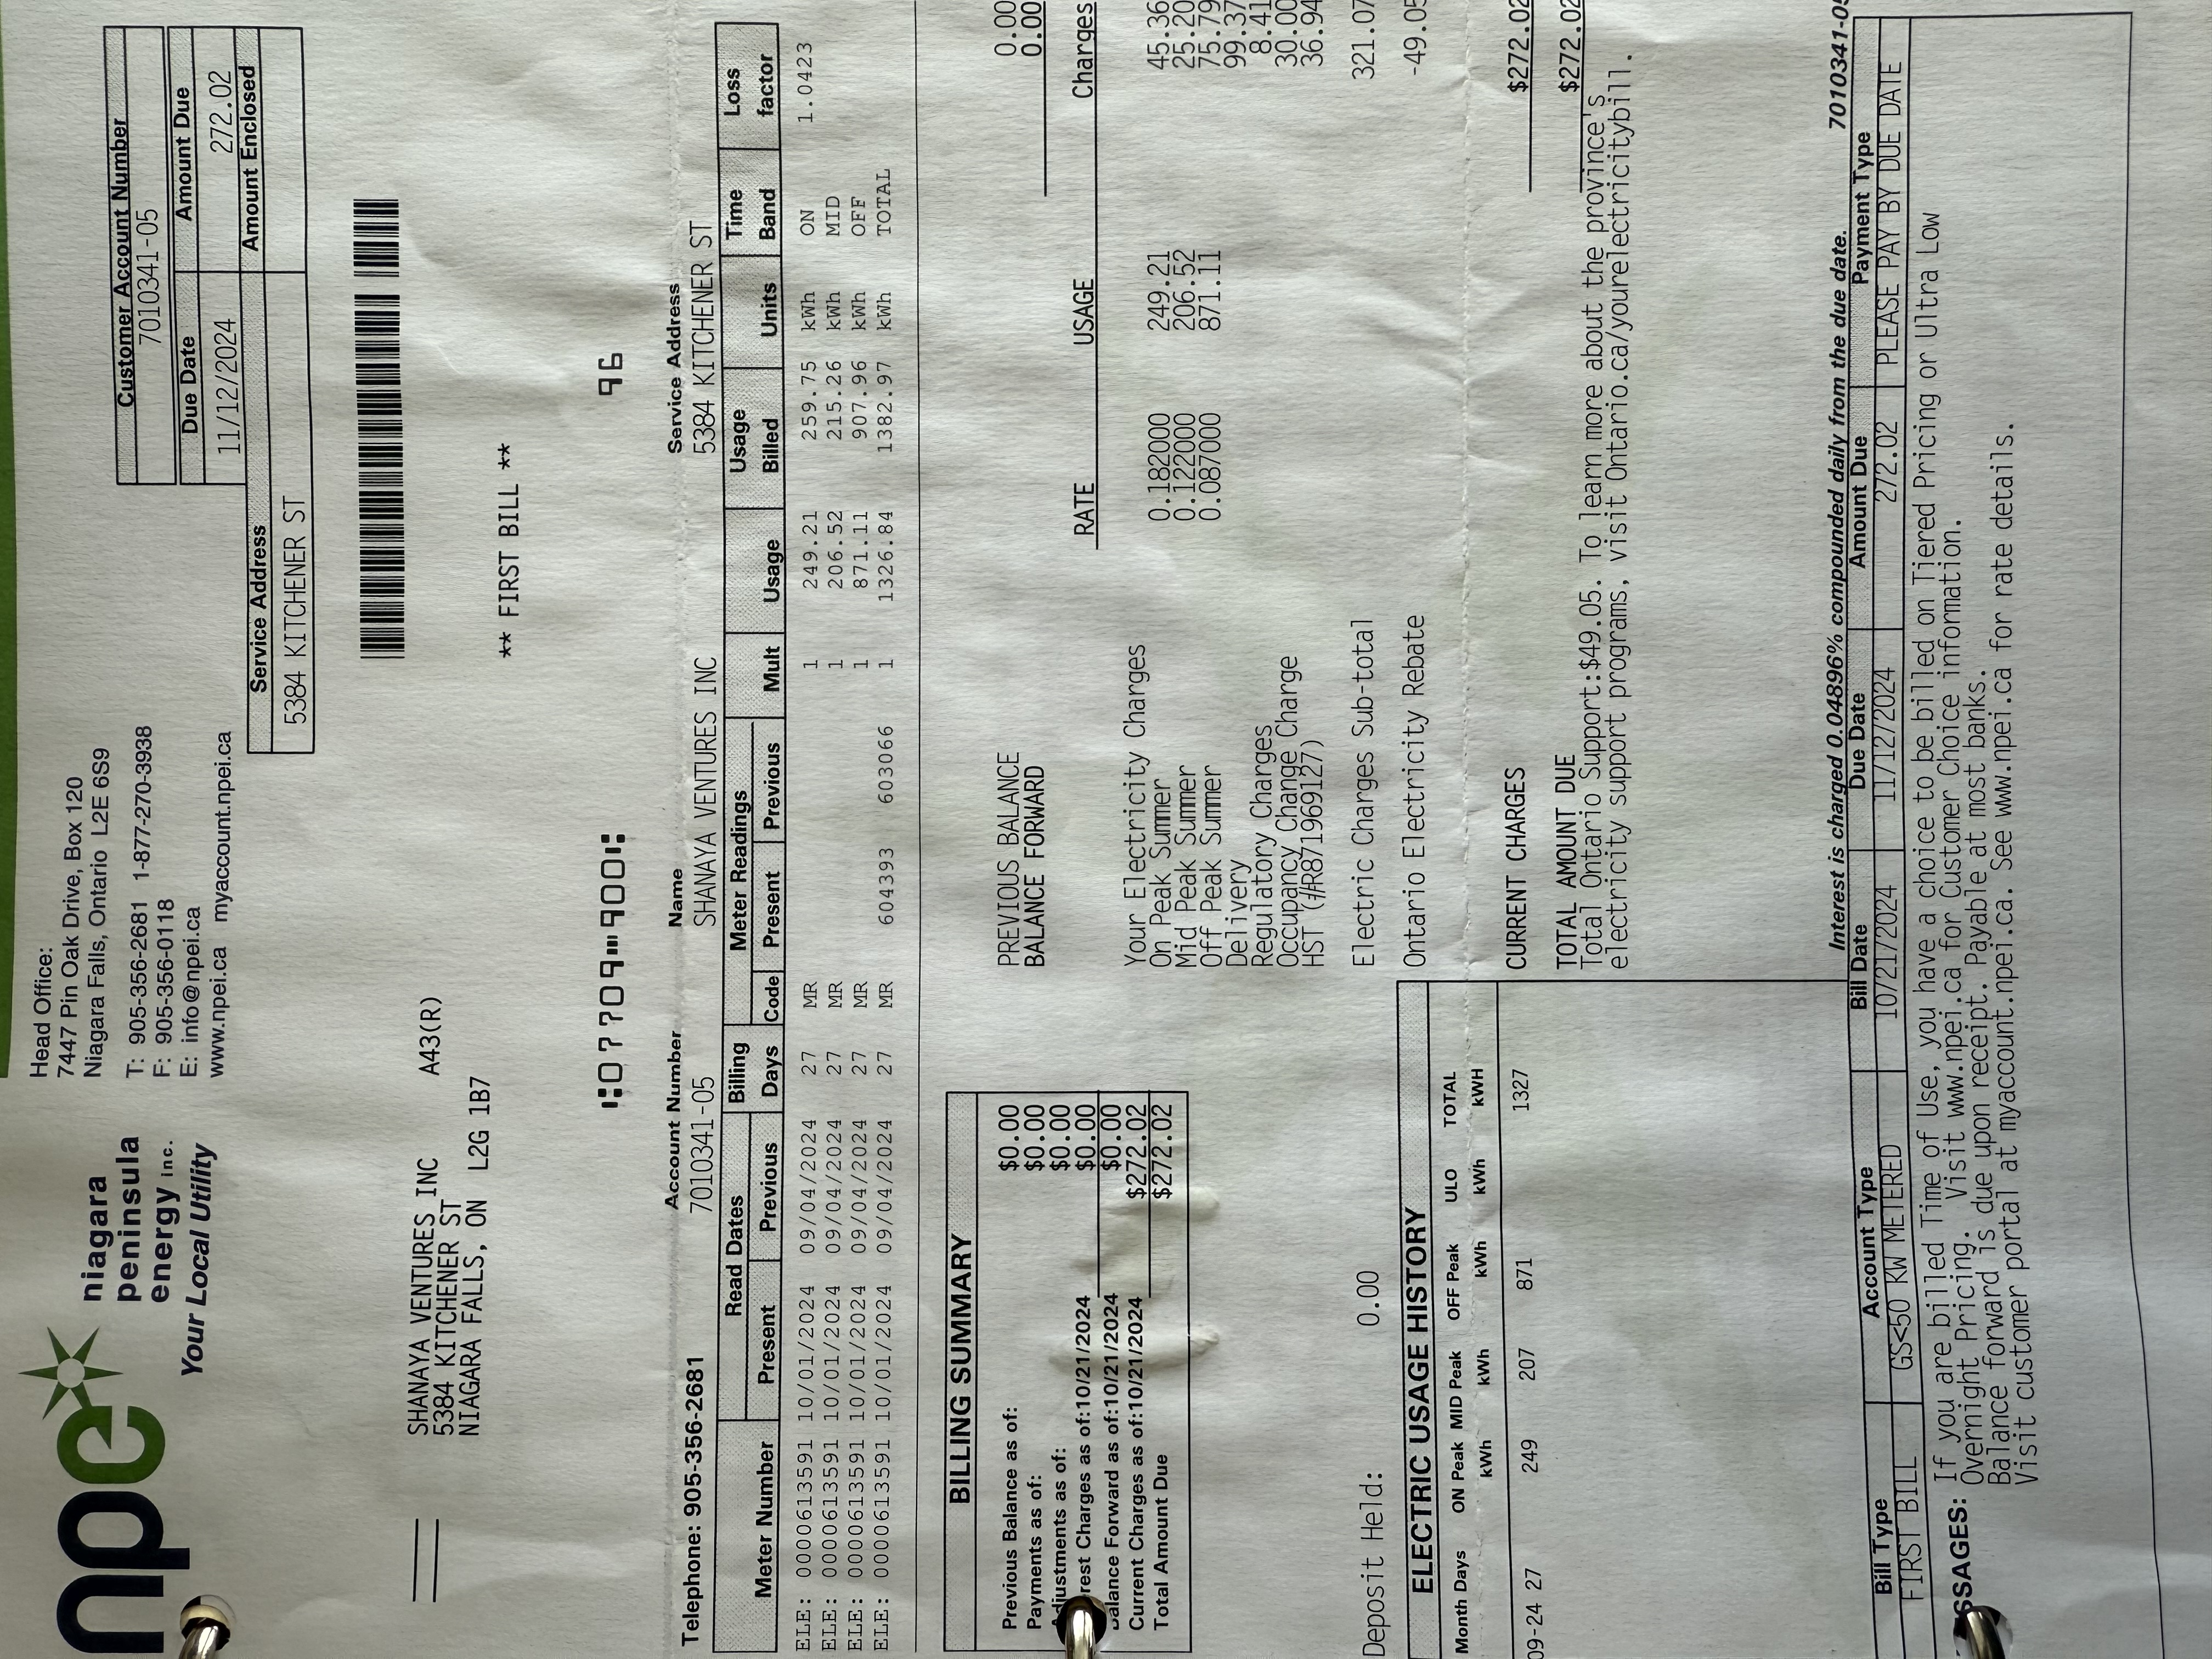 npe niagara peninsula energy inc.
Your Local Utility
Head Office:
7447 Pin Oak Drive, Box 120
Niagara Falls, Ontario L2E 6S9
T: 905-356-2681 1-877-270-3938
F: 905-356-0118
E: info@npei.ca
www.npei.ca myaccount.npei.ca
Customer Account Number
7010341-05
Due Date Amount Due
11/12/2024 272.02
Service Address Amount Enclosed
5384 KITCHENER ST
SHANAYA VENTURES INC A43(R)
5384 KITCHENER ST
NIAGARA FALLS, ON L2G 1B7
** FIRST BILL **
⑆07709⑉900⑆ 96
Telephone: 905-356-2681
Account Number Name Service Address
7010341-05 SHANAYA VENTURES INC 5384 KITCHENER ST
Meter Number Read Dates Present Previous Billing Days Meter Readings Code Present Previous Mult Usage Usage Billed Units Time Band Loss factor
ELE: 0000613591 10/01/2024 09/04/2024 27 MR 1 249.21 259.75 kWh ON 1.0423
ELE: 0000613591 10/01/2024 09/04/2024 27 MR 1 206.52 215.26 kWh MID
ELE: 0000613591 10/01/2024 09/04/2024 27 MR 1 871.11 907.96 kWh OFF
ELE: 0000613591 10/01/2024 09/04/2024 27 MR 604393 603066 1 1326.84 1382.97 kWh TOTAL
BILLING SUMMARY
Previous Balance as of: $0.00
Payments as of: $0.00
djustments as of: $0.00
rest Charges as of:10/21/2024 $0.00
Balance Forward as of:10/21/2024 $0.00
Current Charges as of:10/21/2024 $272.02
Total Amount Due $272.02
PREVIOUS BALANCE 0.00
BALANCE FORWARD 0.00
RATE USAGE Charges
Your Electricity Charges
On Peak Summer 0.182000 249.21 45.36
Mid Peak Summer 0.122000 206.52 25.20
Off Peak Summer 0.087000 871.11 75.79
Delivery 99.37
Regulatory Charges 8.41
Occupancy Change Charge 30.00
HST (#R871969127) 36.94
Electric Charges Sub-total 321.07
Ontario Electricity Rebate -49.05
Deposit Held: 0.00
ELECTRIC USAGE HISTORY
Month Days ON Peak MID Peak OFF Peak ULO TOTAL
kWh kWh kWh kWh kWH
09-24 27 249 207 871 1327
CURRENT CHARGES $272.02
TOTAL AMOUNT DUE $272.02
Total Ontario Support:$49.05. To learn more about the province's
electricity support programs, visit Ontario.ca/yourelectricitybill.
Interest is charged 0.04896% compounded daily from the due date. 7010341-05
Bill Type Account Type Bill Date Due Date Amount Due Payment Type
FIRST BILL GS<50 KW METERED 10/21/2024 11/12/2024 272.02 PLEASE PAY BY DUE DATE
SSAGES: If you are billed Time of Use, you have a choice to be billed on Tiered Pricing or Ultra Low
Overnight Pricing. Visit www.npei.ca for Customer Choice information.
Balance forward is due upon receipt. Payable at most banks.
Visit customer portal at myaccount.npei.ca. See www.npei.ca for rate details.